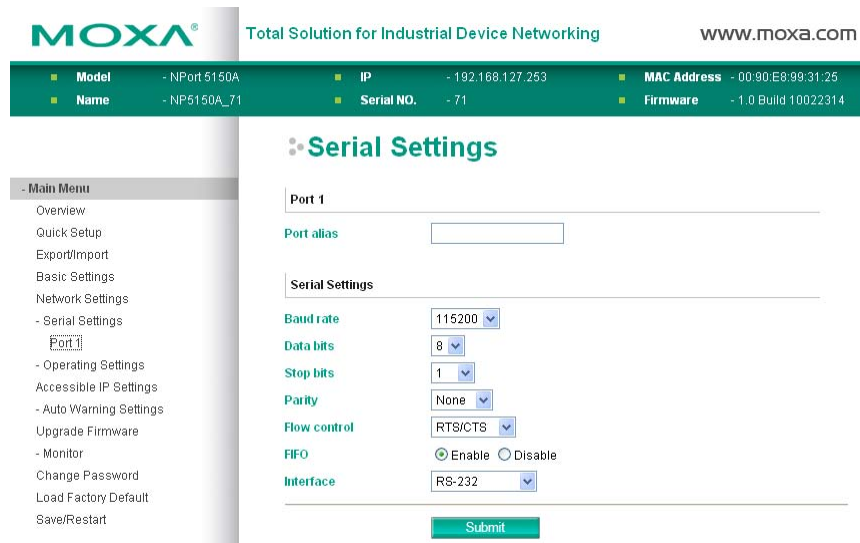 MOXA®
Total Solution for Industrial Device Networking
www.moxa.com
Model - NPort 5150A IP - 192.168.127.253 MAC Address - 00:90:E8:99:31:25
Name - NP5150A_71 Serial NO. - 71 Firmware - 1.0 Build 10022314
- Main Menu
Overview
Quick Setup
Export/Import
Basic Settings
Network Settings
- Serial Settings
Port 1
- Operating Settings
Accessible IP Settings
- Auto Warning Settings
Upgrade Firmware
- Monitor
Change Password
Load Factory Default
Save/Restart
Serial Settings
Port 1
Port alias
Serial Settings
Baud rate 115200
Data bits 8
Stop bits 1
Parity None
Flow control RTS/CTS
FIFO Enable Disable
Interface RS-232
Submit